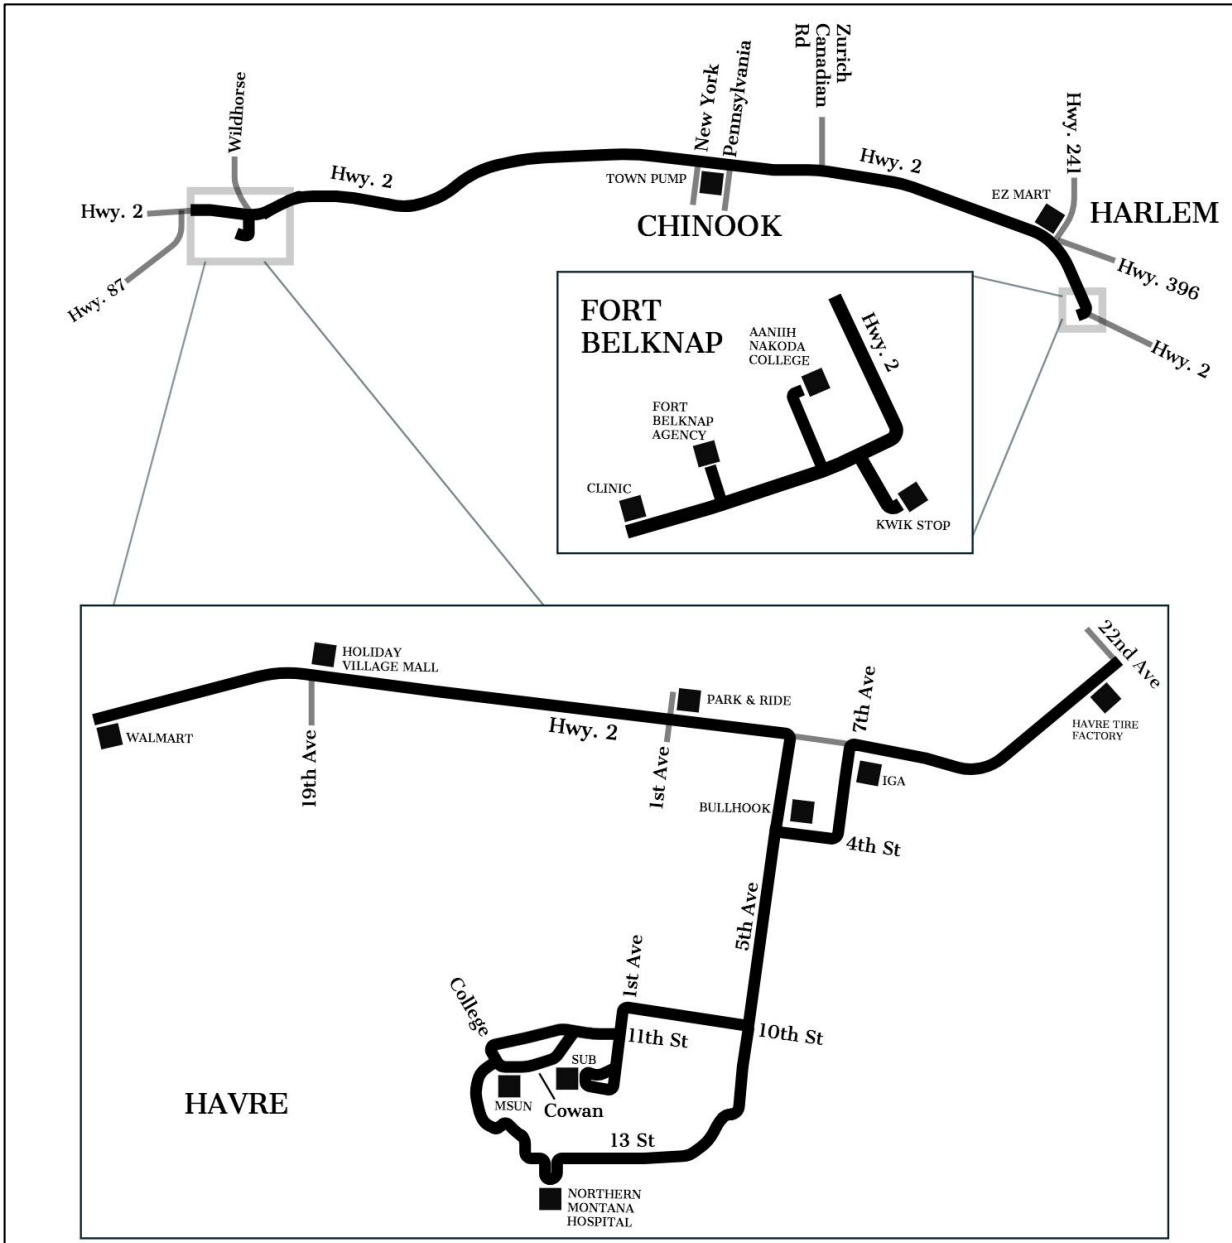 Zurich
Canadian
Rd
New York
Pennsylvania
Wildhorse
Hwy. 241
Hwy. 2
Hwy. 2
TOWN PUMP
EZ MART
Hwy. 2
CHINOOK
HARLEM
Hwy. 87
Hwy. 396
Hwy. 2
FORT
BELKNAP
AANIIH
NAKODA
COLLEGE
Hwy. 2
FORT
BELKNAP
AGENCY
CLINIC
KWIK STOP
HOLIDAY
VILLAGE MALL
22nd Ave
WALMART
19th Ave
Hwy. 2
1st Ave
PARK & RIDE
7th Ave
HAVRE TIRE
FACTORY
IGA
BULLHOOK
4th St
5th Ave
1st Ave
College
11th St
10th St
SUB
MSUN
Cowan
HAVRE
13 St
NORTHERN
MONTANA
HOSPITAL